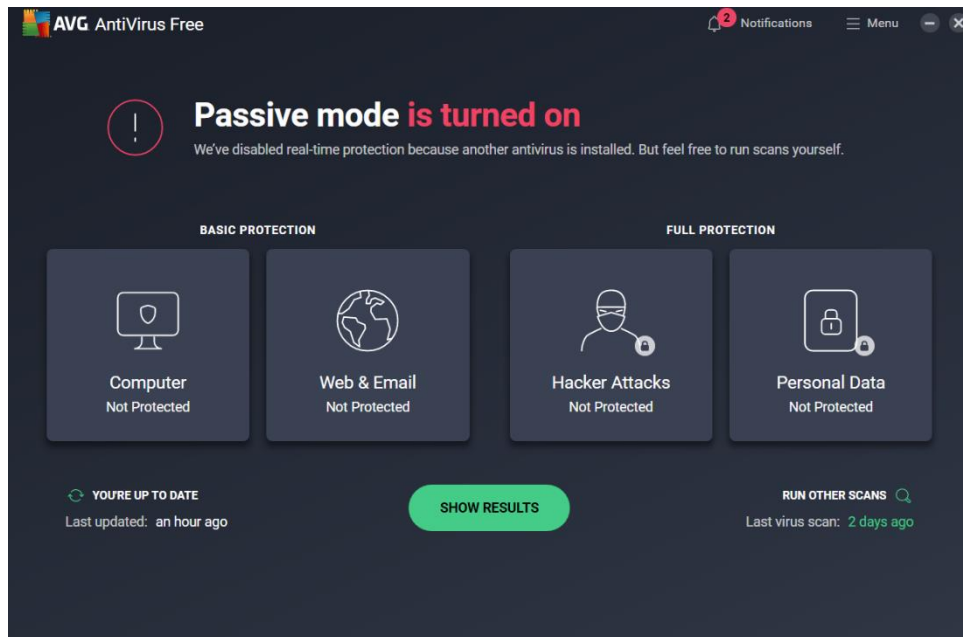 AVG AntiVirus Free
2
Notifications
Menu
Passive mode is turned on
We've disabled real-time protection because another antivirus is installed. But feel free to run scans yourself.
BASIC PROTECTION
FULL PROTECTION
Computer
Not Protected
Web & Email
Not Protected
Hacker Attacks
Not Protected
Personal Data
Not Protected
YOU'RE UP TO DATE
Last updated: an hour ago
SHOW RESULTS
RUN OTHER SCANS
Last virus scan: 2 days ago